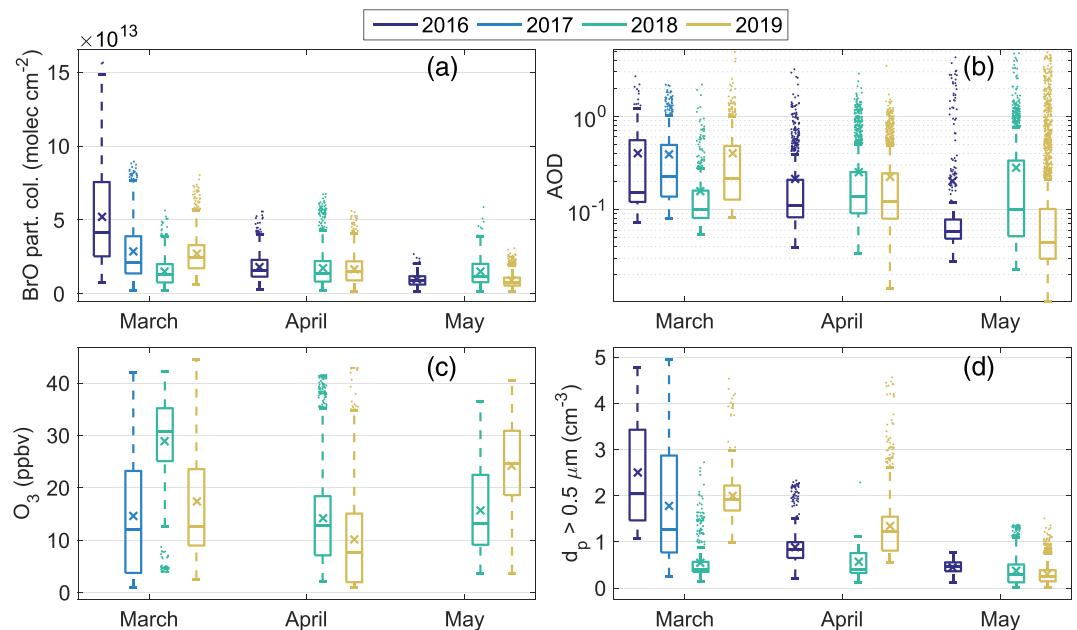 2016 2017 2018 2019
×10^13
(a)
BrO part. col. (molec cm^-2)
15
10
5
0
March April May
(b)
AOD
10^0
10^-1
March April May
(c)
O_3 (ppbv)
40
30
20
10
0
March April May
(d)
d_p > 0.5 μm (cm^-3)
5
4
3
2
1
0
March April May